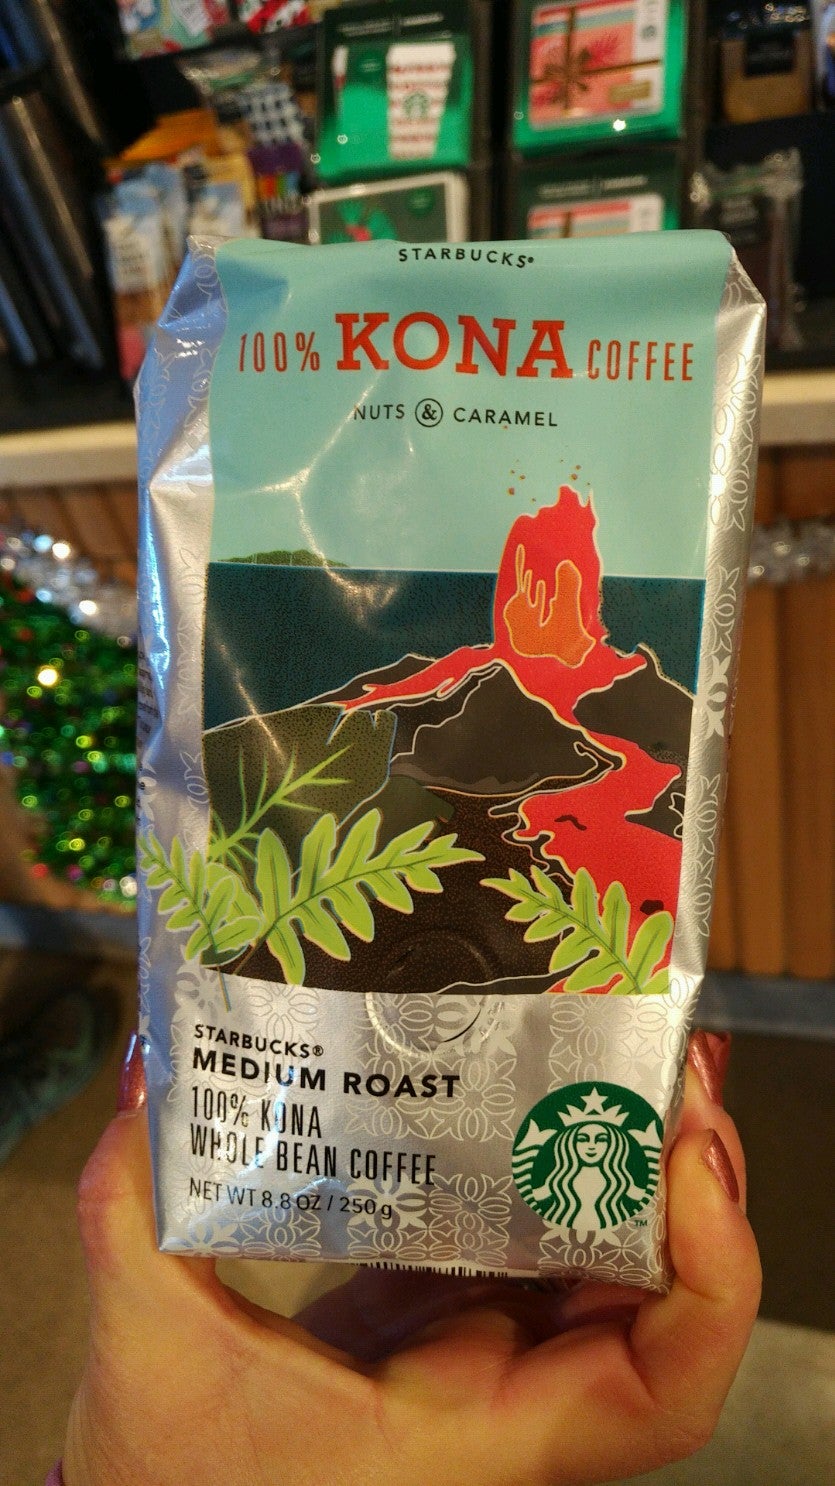 STARBUCKS®
100% KONA COFFEE
NUTS & CARAMEL
STARBUCKS®
MEDIUM ROAST
100% KONA
WHOLE BEAN COFFEE
NET WT 8.8 OZ / 250 g
TM